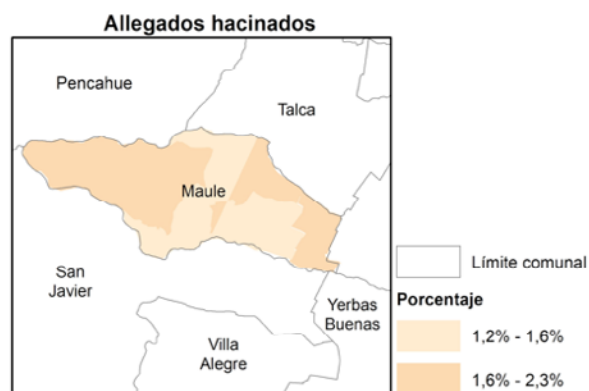 Allegados hacinados
Pencahue
Talca
Maule
San
Javier
Yerbas
Buenas
Villa
Alegre
Límite comunal
Porcentaje
1,2% - 1,6%
1,6% - 2,3%